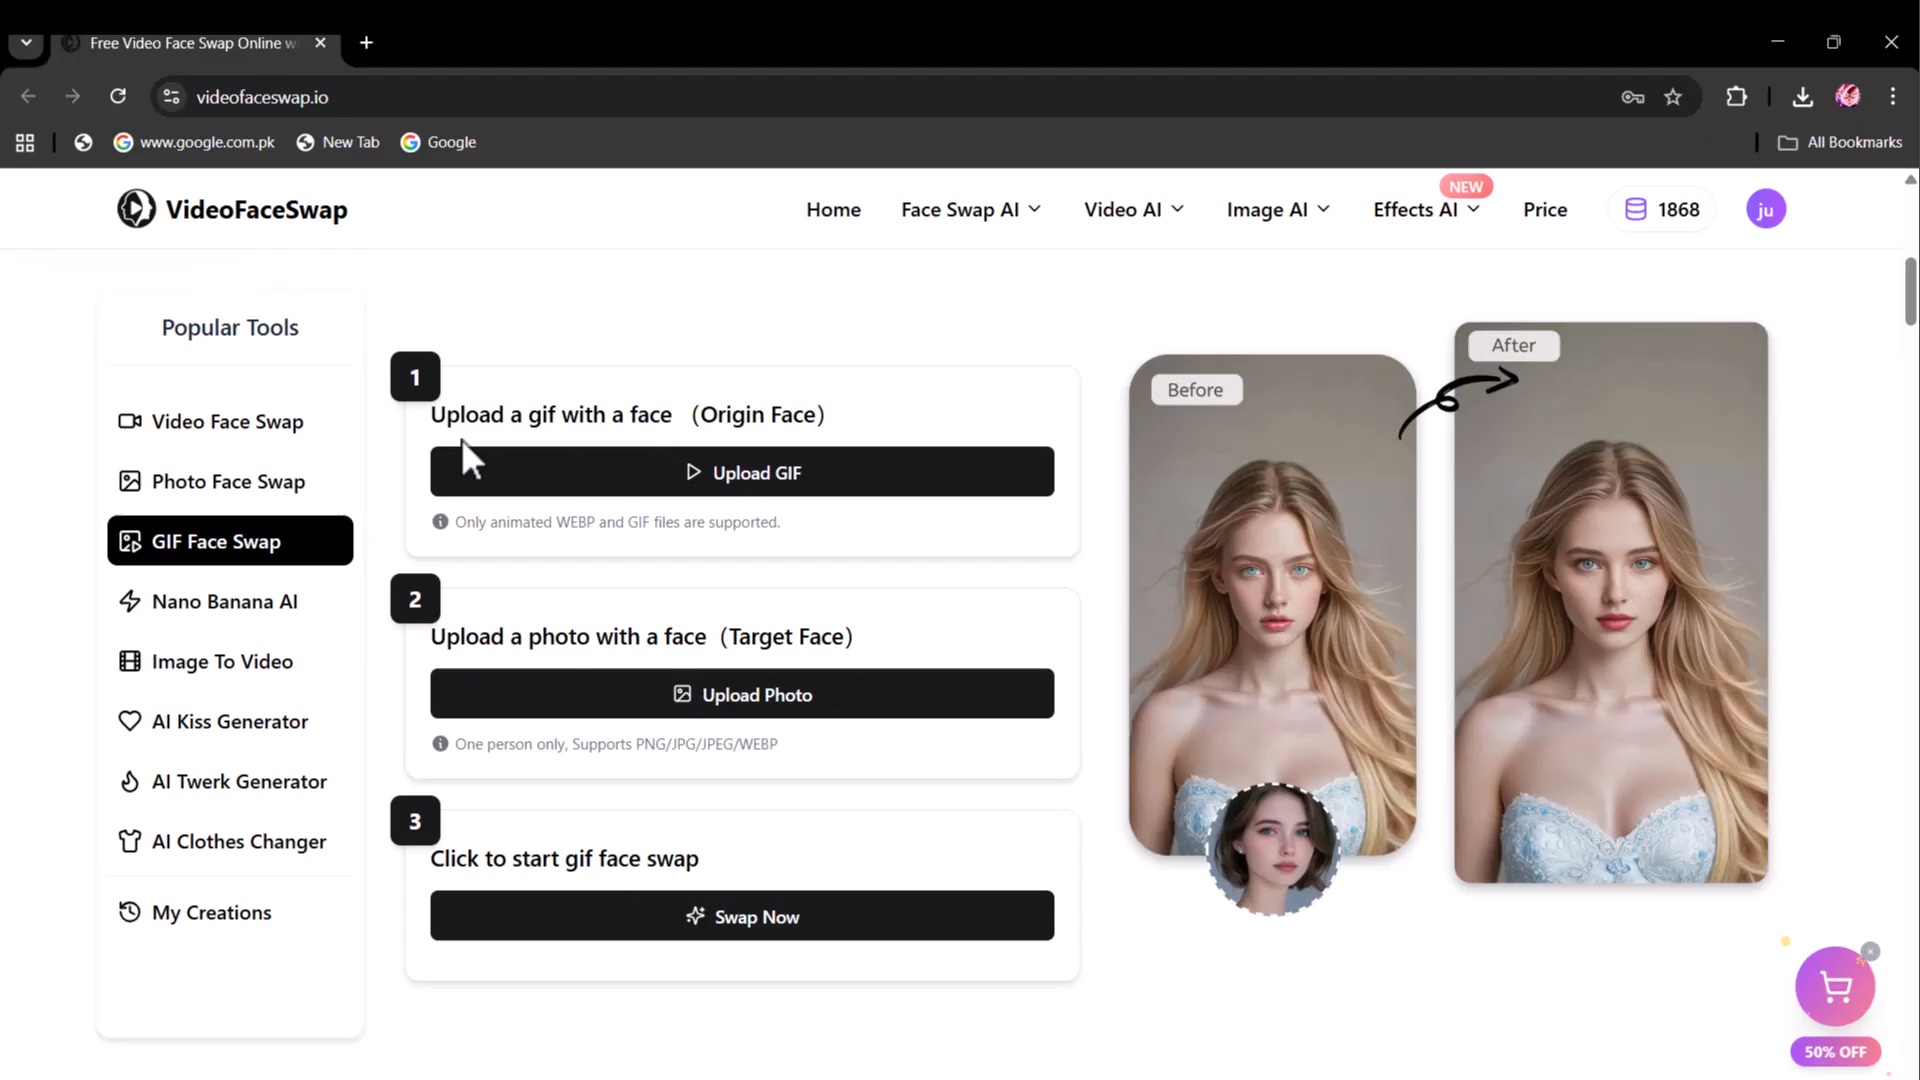 Free Video Face Swap Online w
videofaceswap.io
www.google.com.pk
New Tab
Google
All Bookmarks
VideoFaceSwap
Home
Face Swap AI
Video AI
Image AI
Effects AI
NEW
Price
1868
ju
Popular Tools
Video Face Swap
Photo Face Swap
GIF Face Swap
Nano Banana AI
Image To Video
AI Kiss Generator
AI Twerk Generator
AI Clothes Changer
My Creations
1
Upload a gif with a face （Origin Face）
Upload GIF
Only animated WEBP and GIF files are supported.
2
Upload a photo with a face（Target Face）
Upload Photo
One person only, Supports PNG/JPG/JPEG/WEBP
3
Click to start gif face swap
Swap Now
Before
After
50% OFF